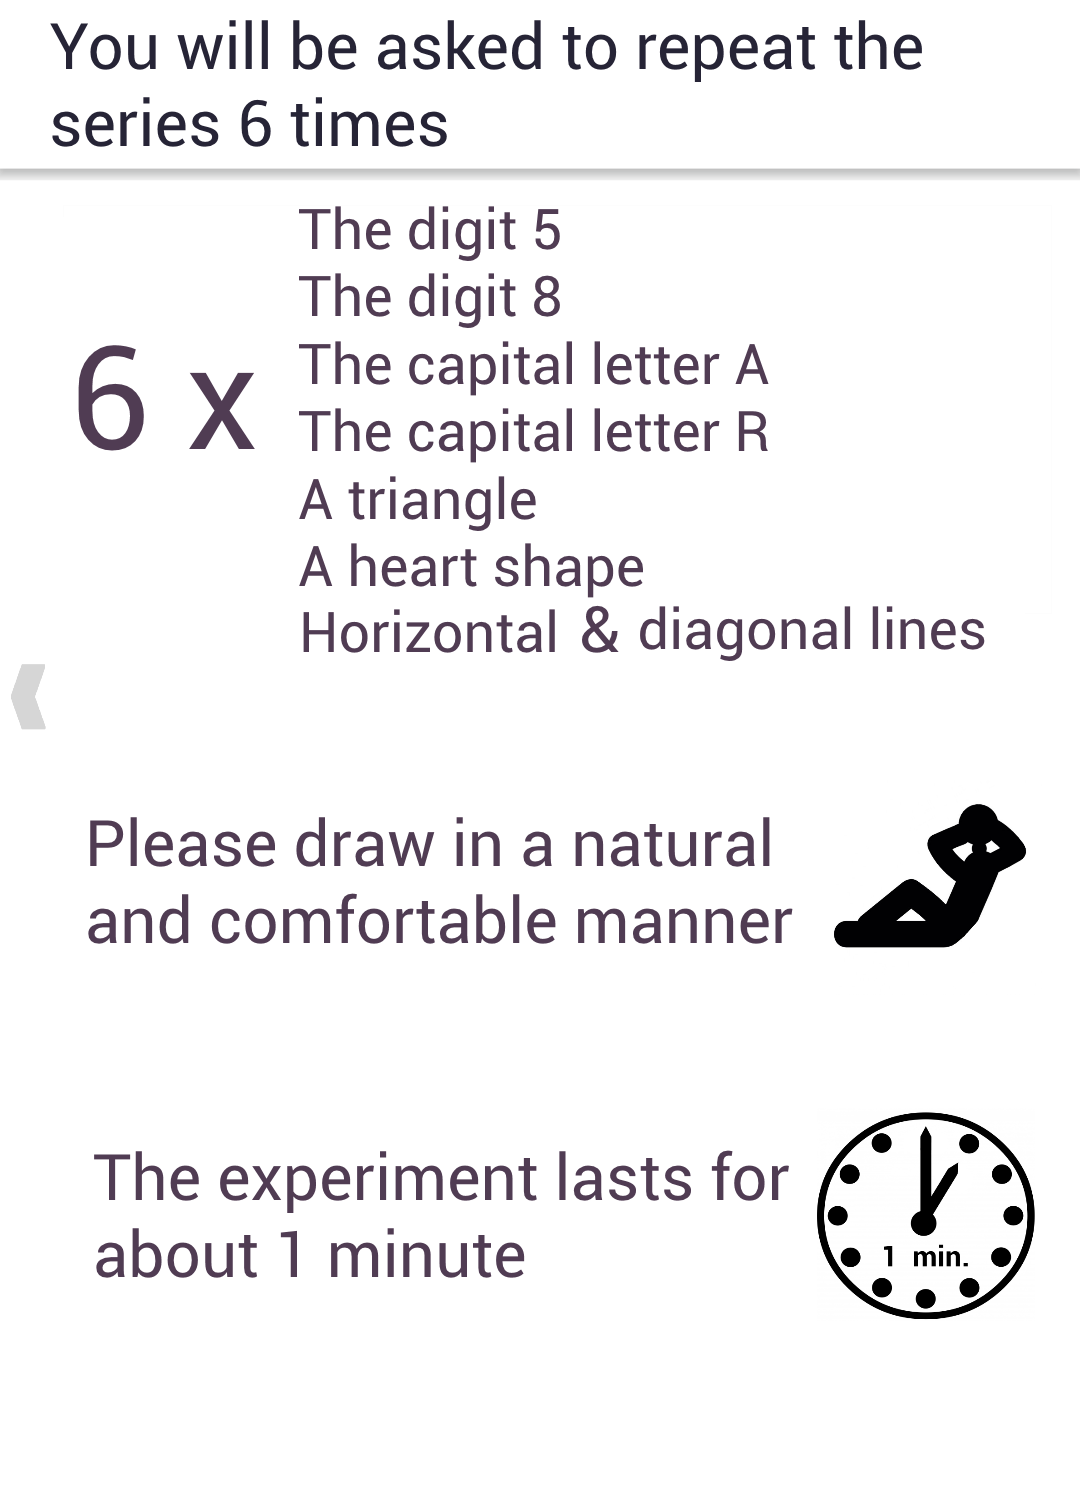 You will be asked to repeat the
series 6 times
6 x
The digit 5
The digit 8
The capital letter A
The capital letter R
A triangle
A heart shape
Horizontal & diagonal lines
Please draw in a natural
and comfortable manner
The experiment lasts for
about 1 minute
1 min.